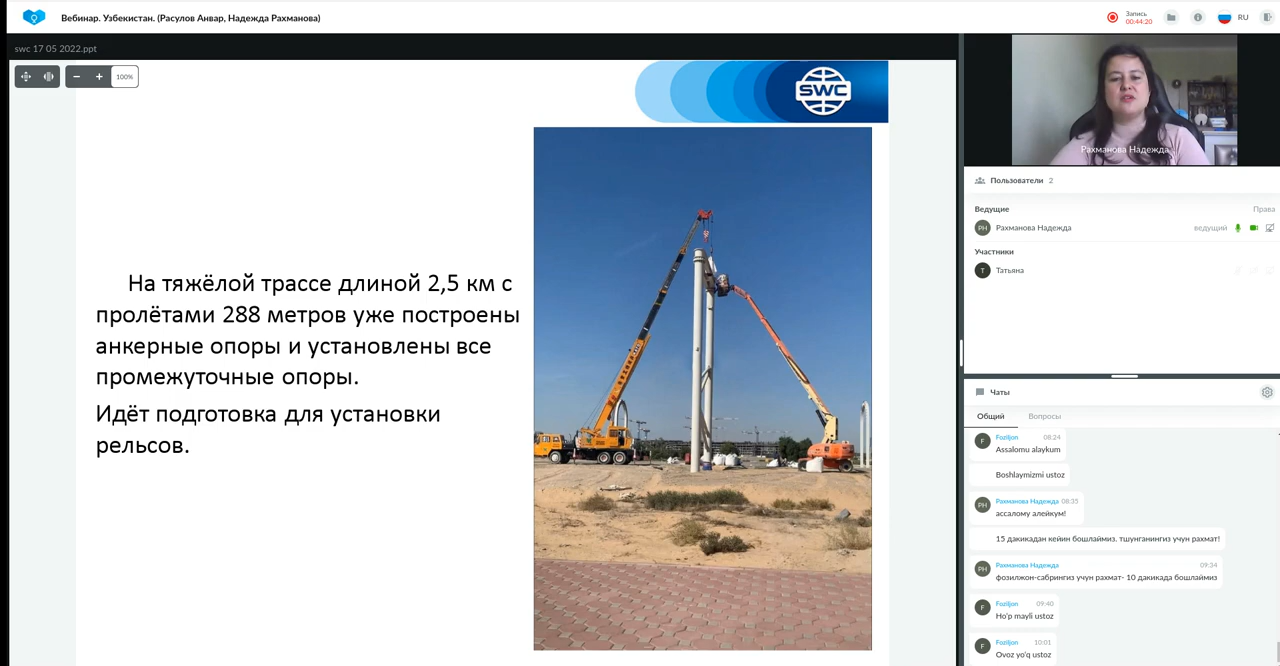 Вебинар. Узбекистан. (Расулов Анвар, Надежда Рахманова)
Запись
00:44:20
RU
swc 17 05 2022.ppt
100%
SWC
На тяжёлой трассе длиной 2,5 км с
пролётами 288 метров уже построены
анкерные опоры и установлены все
промежуточные опоры.
Идёт подготовка для установки
рельсов.
Рахманова Надежда
Пользователи 2
Ведущие Права
РН Рахманова Надежда ведущий
Участники
Т Татьяна
Чаты
Общий Вопросы
F Foziljon 08:24
Assalomu alaykum
Boshlaymizmi ustoz
РН Рахманова Надежда 08:35
ассалому алейкум!
15 дакикадан кейин бошлаймиз. тшунганингиз учун рахмат!
РН Рахманова Надежда 09:34
фозилжон-сабрингиз учун рахмат- 10 дакикада бошлаймиз
F Foziljon 09:40
Ho'p mayli ustoz
F Foziljon 10:01
Ovoz yo'q ustoz